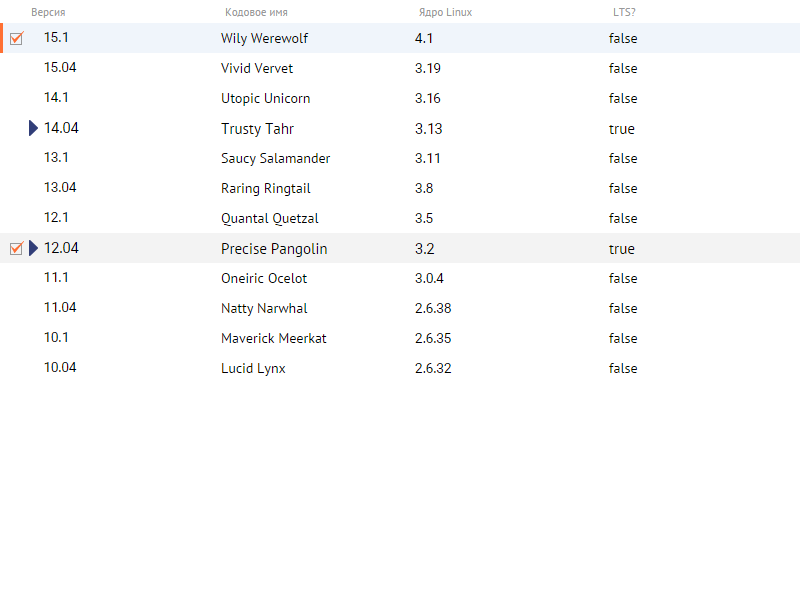 Версия Кодовое имя Ядро Linux LTS?
15.1 Wily Werewolf 4.1 false
15.04 Vivid Vervet 3.19 false
14.1 Utopic Unicorn 3.16 false
14.04 Trusty Tahr 3.13 true
13.1 Saucy Salamander 3.11 false
13.04 Raring Ringtail 3.8 false
12.1 Quantal Quetzal 3.5 false
12.04 Precise Pangolin 3.2 true
11.1 Oneiric Ocelot 3.0.4 false
11.04 Natty Narwhal 2.6.38 false
10.1 Maverick Meerkat 2.6.35 false
10.04 Lucid Lynx 2.6.32 false